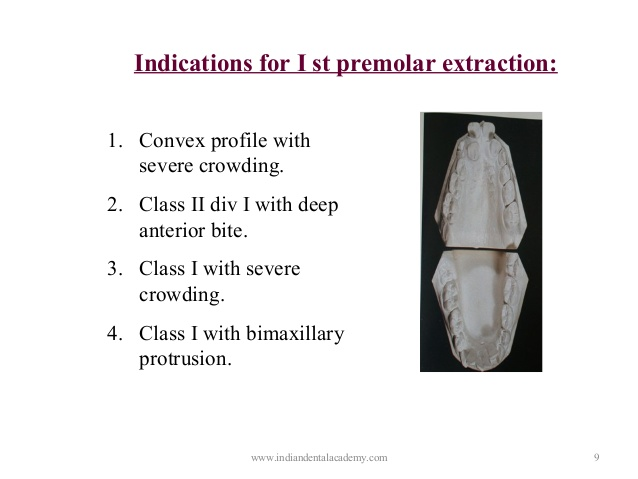 Indications for I st premolar extraction:
1. Convex profile with
severe crowding.
2. Class II div I with deep
anterior bite.
3. Class I with severe
crowding.
4. Class I with bimaxillary
protrusion.
www.indiandentalacademy.com
9